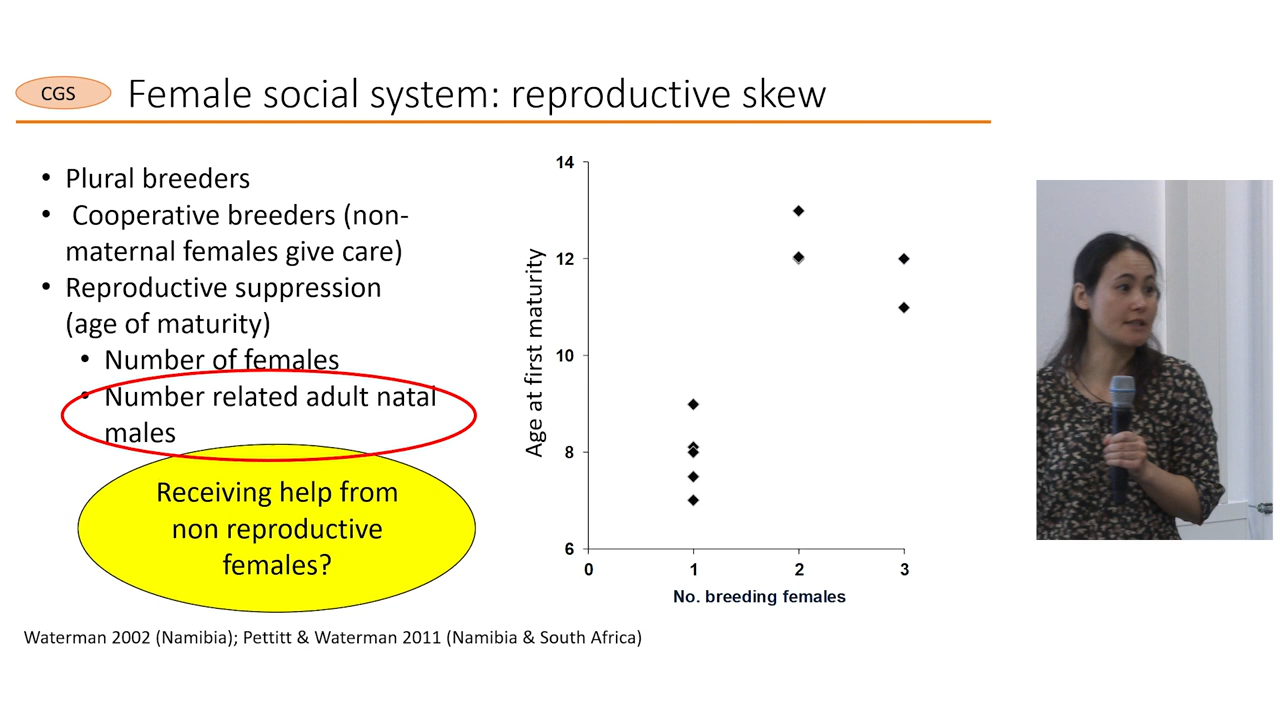 CGS
Female social system: reproductive skew
• Plural breeders
• Cooperative breeders (non-
maternal females give care)
• Reproductive suppression
(age of maturity)
• Number of females
• Number related adult natal
males
Receiving help from
non reproductive
females?
Age at first maturity
14
12
10
8
6
0 1 2 3
No. breeding females
Waterman 2002 (Namibia); Pettitt & Waterman 2011 (Namibia & South Africa)